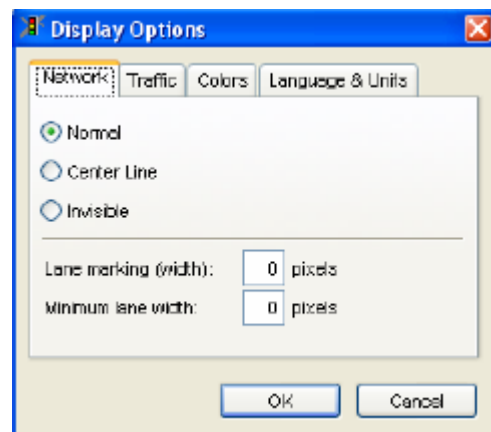 Display Options
Network Traffic Colors Language & Units
Normal
Center Line
Invisible
Lane marking (width): 0 pixels
Minimum lane width: 0 pixels
OK Cancel